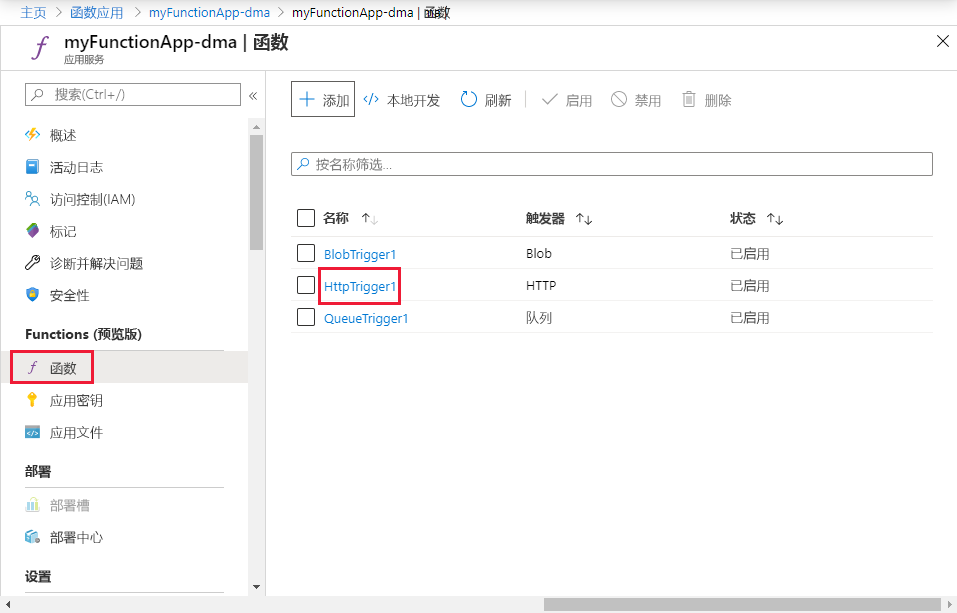 主页 > 函数应用 > myFunctionApp-dma > myFunctionApp-dma | 函数
myFunctionApp-dma | 函数
应用服务
搜索(Ctrl+/)
«
概述
活动日志
访问控制(IAM)
标记
诊断并解决问题
安全性
Functions (预览版)
函数
应用密钥
应用文件
部署
部署槽
部署中心
设置
添加 本地开发 刷新 启用 禁用 删除
按名称筛选...
名称 触发器 状态
BlobTrigger1 Blob 已启用
HttpTrigger1 HTTP 已启用
QueueTrigger1 队列 已启用